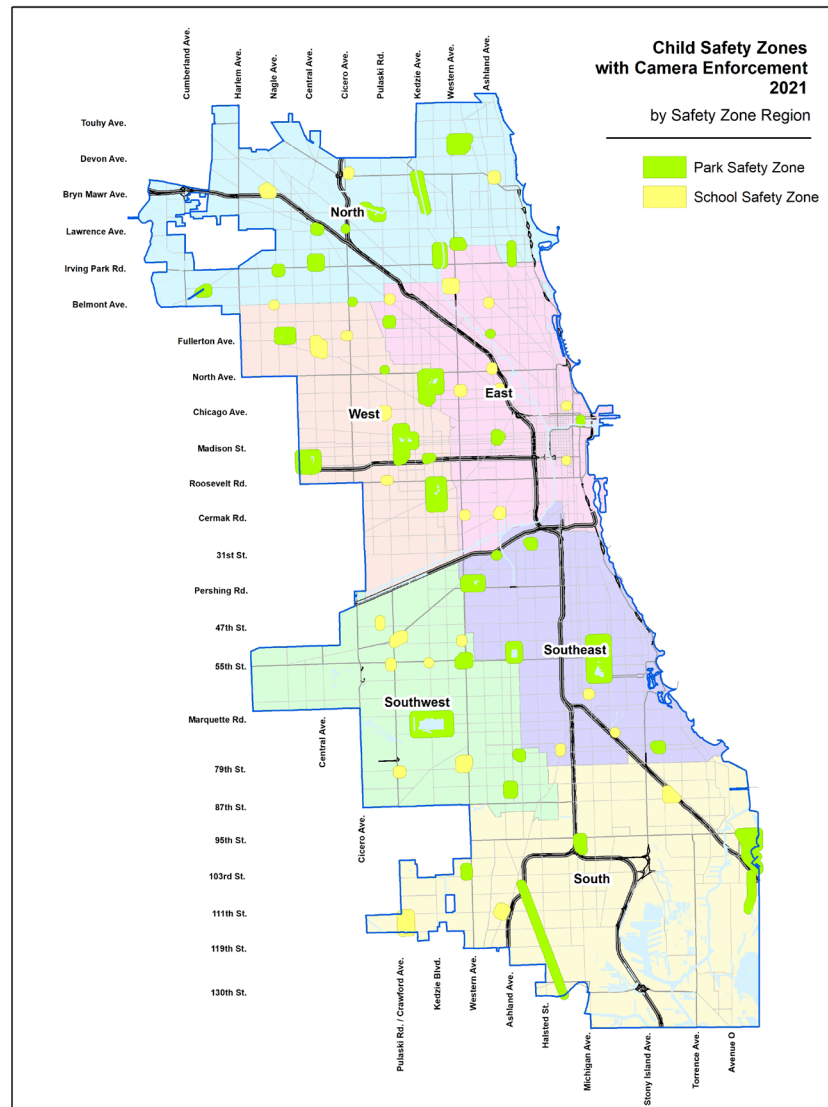 Child Safety Zones
with Camera Enforcement
2021
by Safety Zone Region
Park Safety Zone
School Safety Zone
Cumberland Ave.
Harlem Ave.
Nagle Ave.
Central Ave.
Cicero Ave.
Pulaski Rd.
Kedzie Ave.
Western Ave.
Ashland Ave.
Touhy Ave.
Devon Ave.
Bryn Mawr Ave.
Lawrence Ave.
Irving Park Rd.
Belmont Ave.
Fullerton Ave.
North Ave.
Chicago Ave.
Madison St.
Roosevelt Rd.
Cermak Rd.
31st St.
Pershing Rd.
47th St.
55th St.
Marquette Rd.
79th St.
87th St.
95th St.
103rd St.
111th St.
119th St.
130th St.
North
East
West
Southeast
Southwest
South
Central Ave.
Cicero Ave.
Pulaski Rd. / Crawford Ave.
Kedzie Blvd.
Western Ave.
Ashland Ave.
Halsted St.
Michigan Ave.
Stony Island Ave.
Torrence Ave.
Avenue O